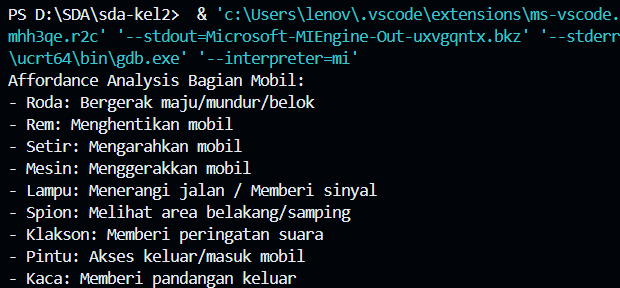 PS D:\SDA\sda-kel2>  & 'c:\Users\lenov\.vscode\extensions\ms-vscode.
mhh3qe.r2c' '--stdout=Microsoft-MIEngine-Out-uxvgqntx.bkz' '--stderr
\ucrt64\bin\gdb.exe' '--interpreter=mi'
Affordance Analysis Bagian Mobil:
- Roda: Bergerak maju/mundur/belok
- Rem: Menghentikan mobil
- Setir: Mengarahkan mobil
- Mesin: Menggerakkan mobil
- Lampu: Menerangi jalan / Memberi sinyal
- Spion: Melihat area belakang/samping
- Klakson: Memberi peringatan suara
- Pintu: Akses keluar/masuk mobil
- Kaca: Memberi pandangan keluar